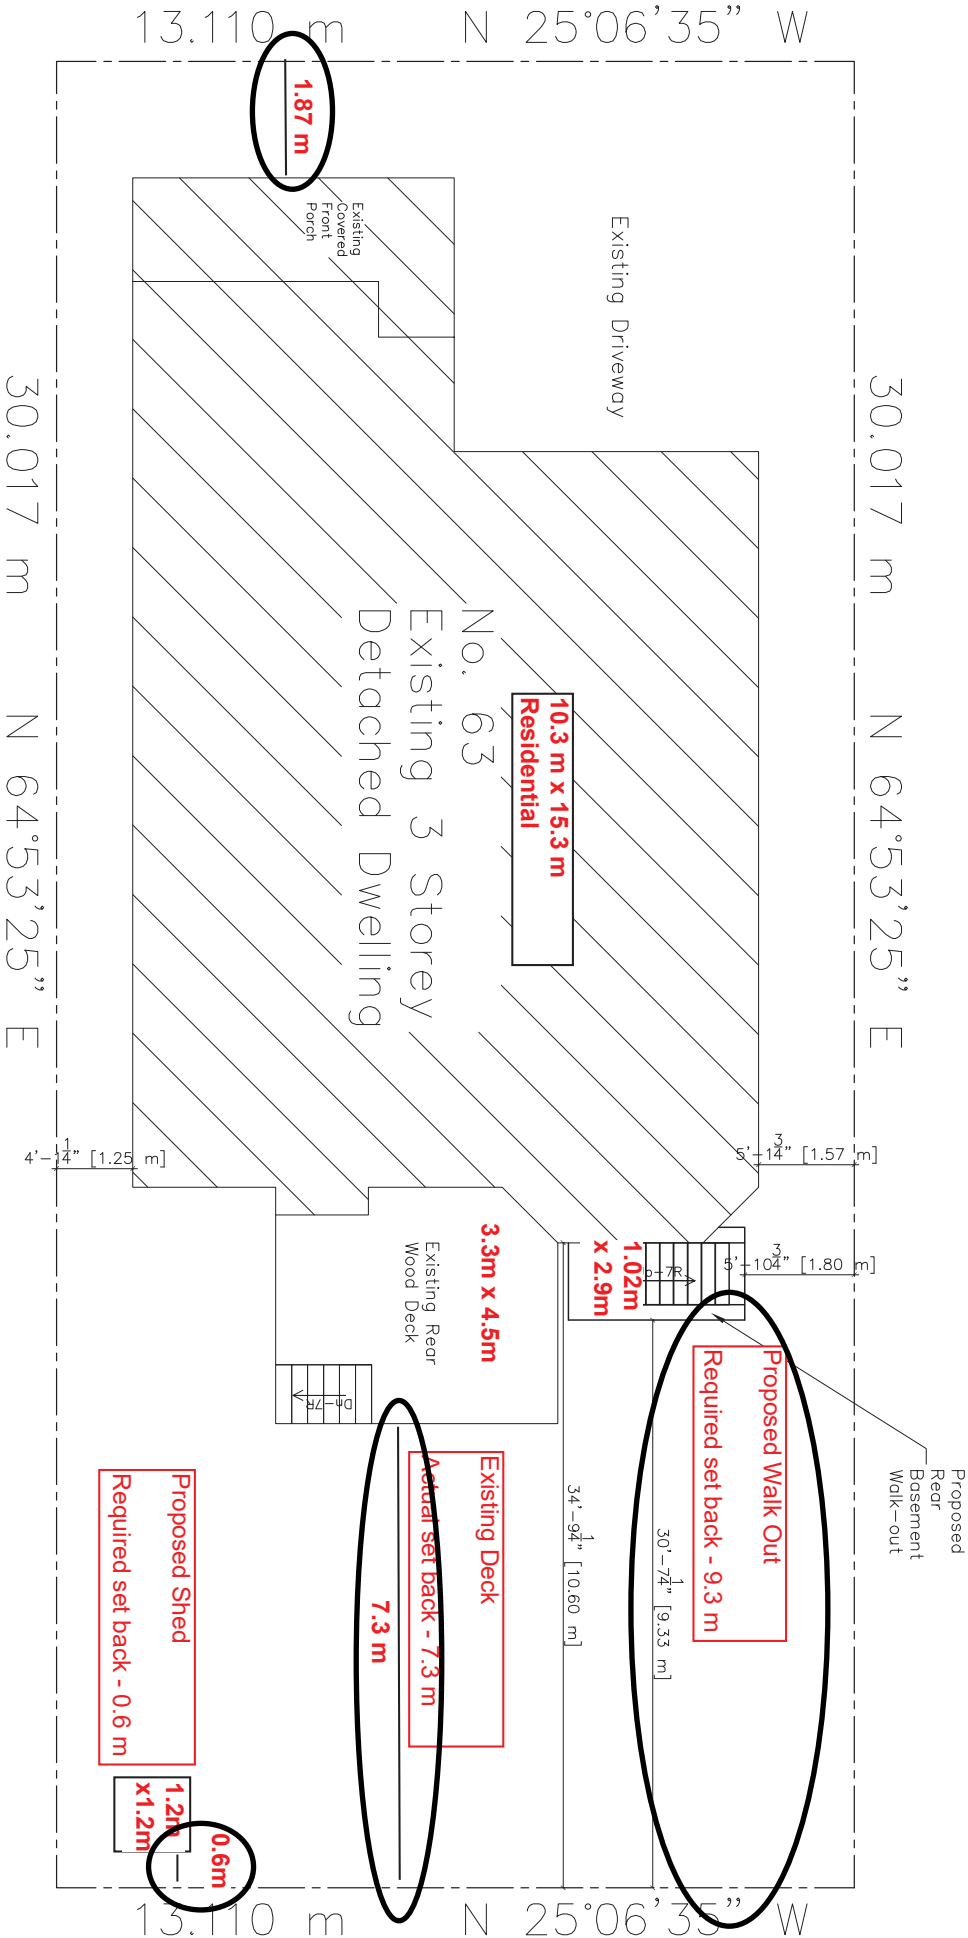 13.110 m N 25°06'35" W
1.87 m
Existing
Covered
Front
Porch
Existing Driveway
30.017 m N 64°53'25" E
30.017 m N 64°53'25" E
No. 63
Existing 3 Storey
Detached Dwelling
10.3 m x 15.3 m
Residential
4'-1 1/4" [1.25 m]
5'-1 3/4" [1.57 m]
5'-10 3/4" [1.80 m]
1.02m
x 2.9m
p-7R
3.3m x 4.5m
Existing Rear
Wood Deck
Dn-7R
Proposed
Rear
Basement
Walk-out
Proposed Walk Out
Required set back - 9.3 m
30'-7 1/4" [9.33 m]
34'-9 1/4" [10.60 m]
Existing Deck
Actual set back - 7.3 m
7.3 m
Proposed Shed
Required set back - 0.6 m
1.2m
x1.2m
0.6m
13.110 m N 25°06'35" W